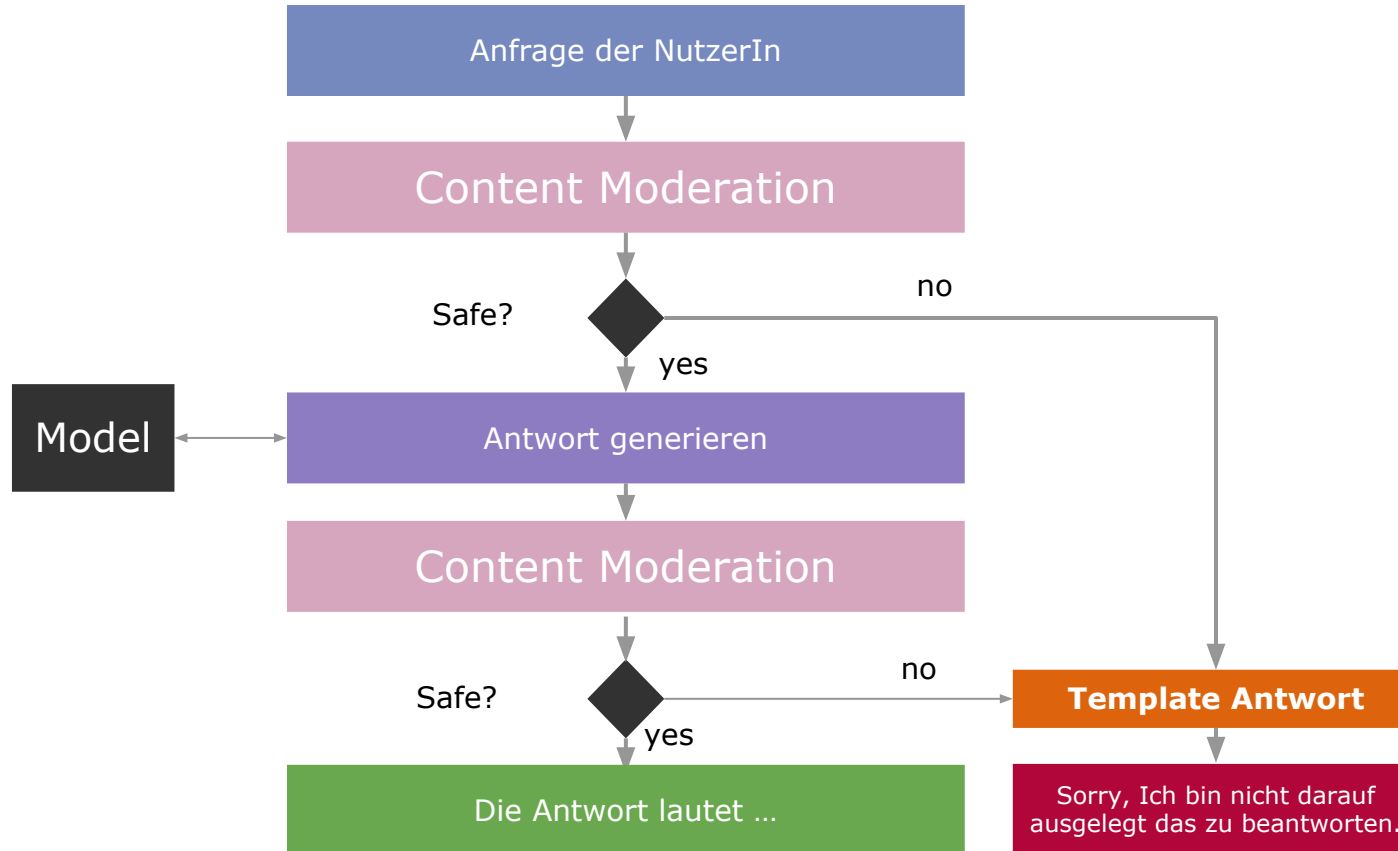 Anfrage der NutzerIn
Content Moderation
Safe?
no
yes
Model
Antwort generieren
Content Moderation
Safe?
no
yes
Template Antwort
Die Antwort lautet …
Sorry, Ich bin nicht darauf
ausgelegt das zu beantworten.